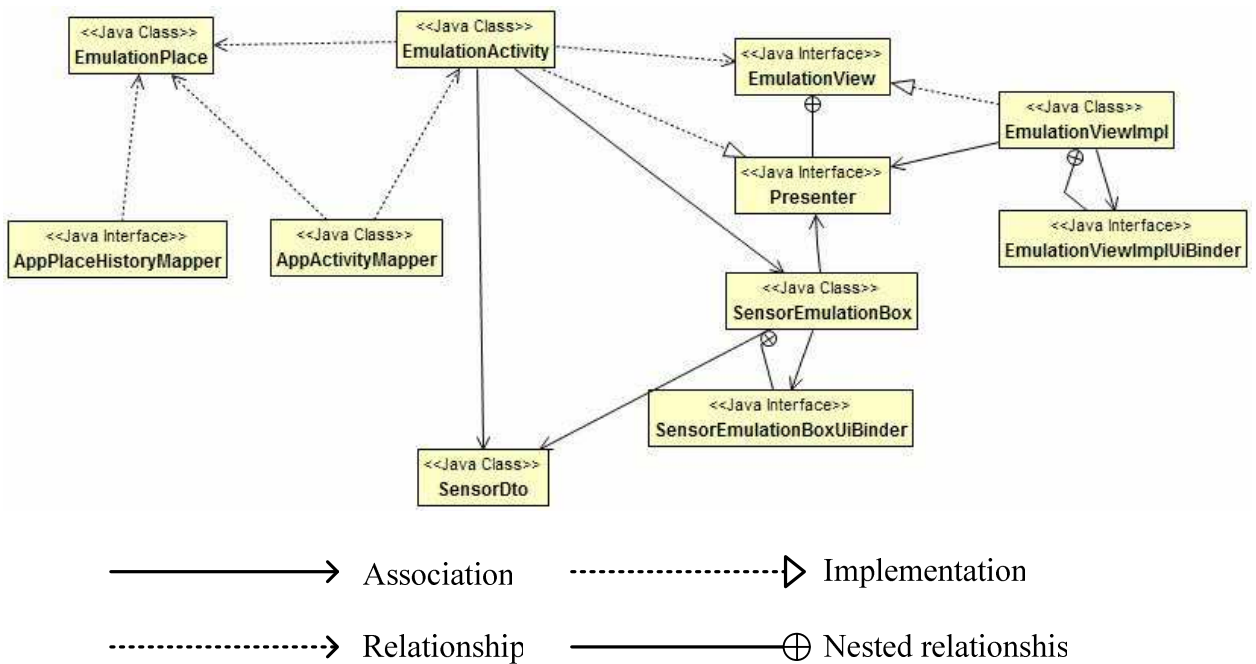 <<Java Class>>
EmulationPlace
<<Java Class>>
EmulationActivity
<<Java Interface>>
EmulationView
<<Java Class>>
EmulationViewImpl
<<Java Interface>>
Presenter
<<Java Interface>>
AppPlaceHistoryMapper
<<Java Class>>
AppActivityMapper
<<Java Interface>>
EmulationViewImplUiBinder
<<Java Class>>
SensorEmulationBox
<<Java Interface>>
SensorEmulationBoxUiBinder
<<Java Class>>
SensorDto
Association
Implementation
Relationship
Nested relationshis